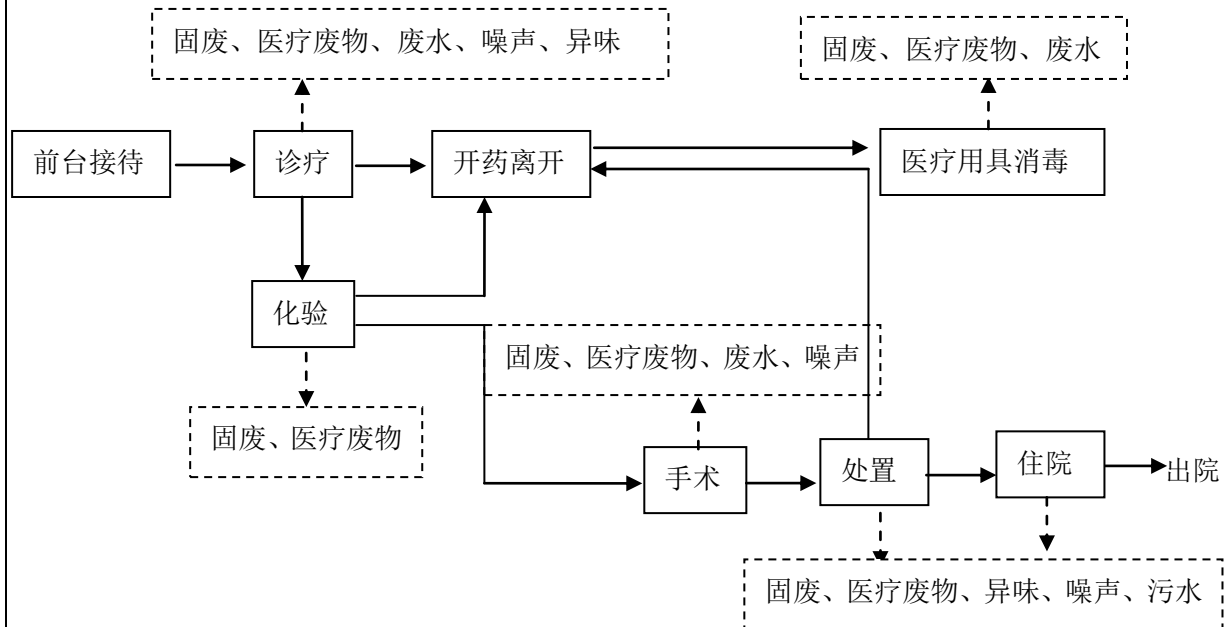 固废、医疗废物、废水、噪声、异味
固废、医疗废物、废水
前台接待
诊疗
开药离开
医疗用具消毒
化验
固废、医疗废物、废水、噪声
固废、医疗废物
手术
处置
住院
出院
固废、医疗废物、异味、噪声、污水